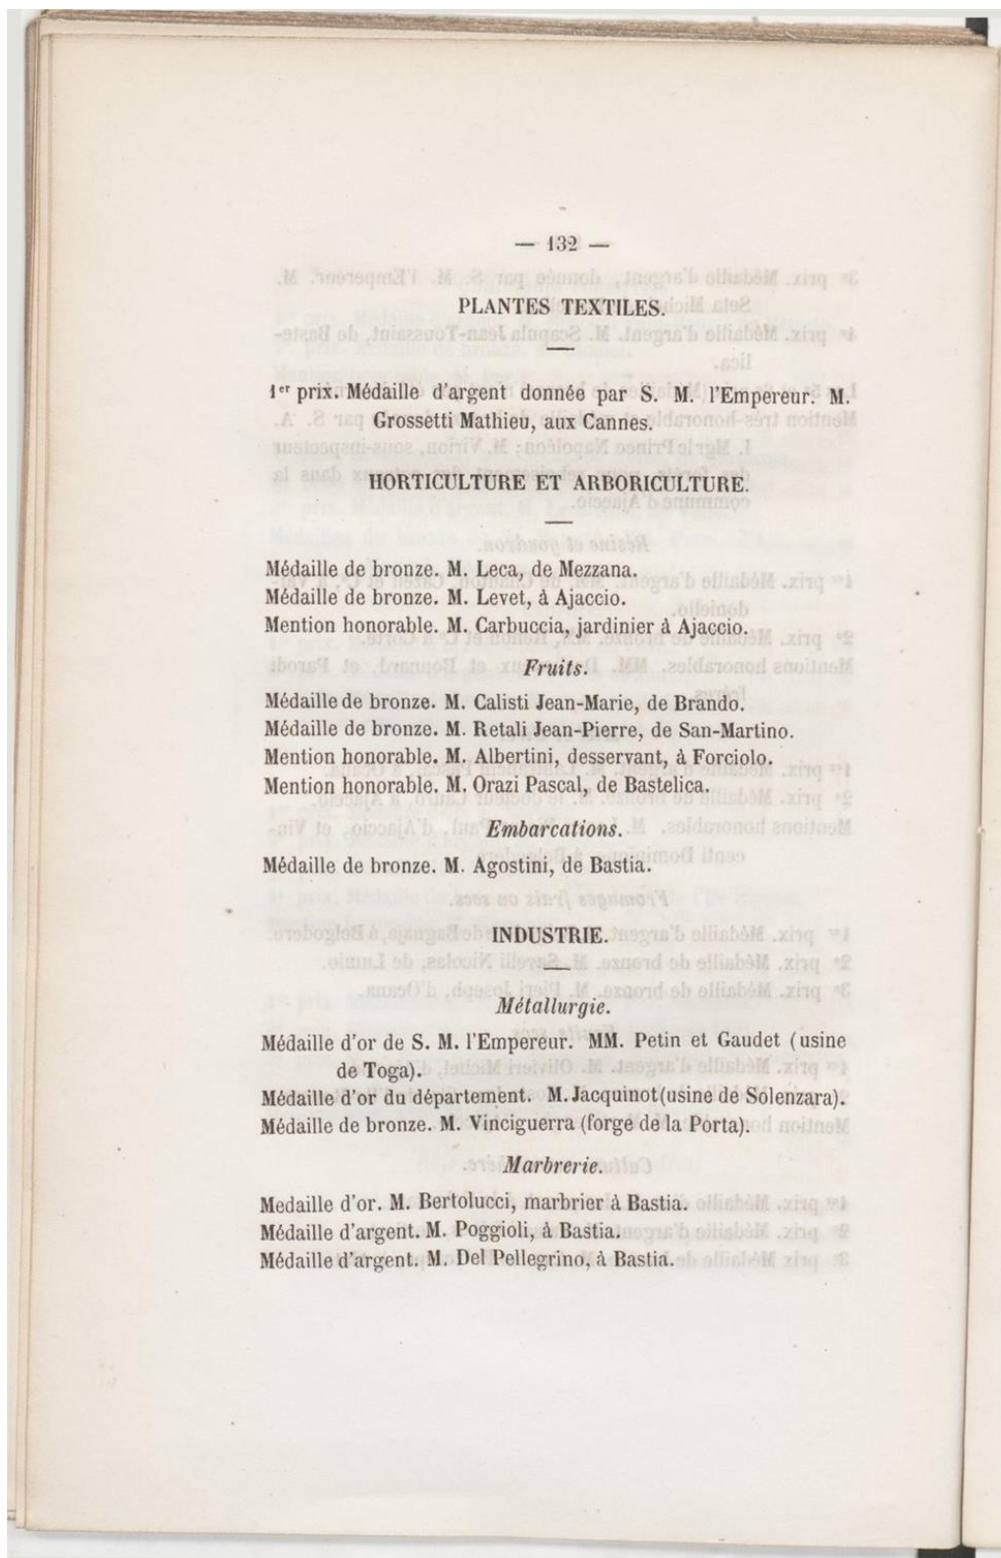 — 132 —
PLANTES TEXTILES.
1er prix. Médaille d'argent donnée par S. M. l'Empereur. M.
Grossetti Mathieu, aux Cannes.
HORTICULTURE ET ARBORICULTURE.
Médaille de bronze. M. Leca, de Mezzana.
Médaille de bronze. M. Levet, à Ajaccio.
Mention honorable. M. Carbuccia, jardinier à Ajaccio.
Fruits.
Médaille de bronze. M. Calisti Jean-Marie, de Brando.
Médaille de bronze. M. Retali Jean-Pierre, de San-Martino.
Mention honorable. M. Albertini, desservant, à Forciolo.
Mention honorable. M. Orazi Pascal, de Bastelica.
Embarcations.
Médaille de bronze. M. Agostini, de Bastia.
INDUSTRIE.
Métallurgie.
Médaille d'or de S. M. l'Empereur. MM. Petin et Gaudet (usine
de Toga).
Médaille d'or du département. M. Jacquinot (usine de Solenzara).
Médaille de bronze. M. Vinciguerra (forge de la Porta).
Marbrerie.
Medaille d'or. M. Bertolucci, marbrier à Bastia.
Médaille d'argent. M. Poggioli, à Bastia.
Médaille d'argent. M. Del Pellegrino, à Bastia.